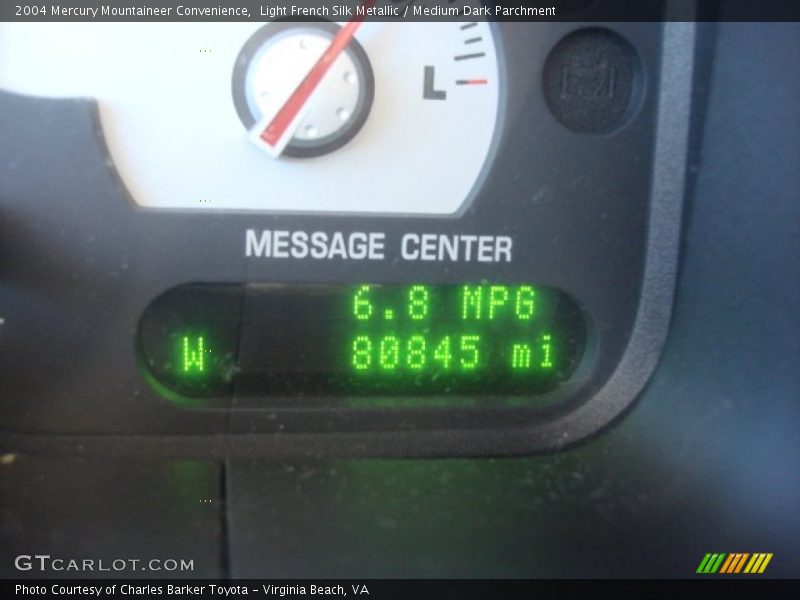 2004 Mercury Mountaineer Convenience,  Light French Silk Metallic / Medium Dark Parchment
L
MESSAGE CENTER
6.8 MPG
W 80845 mi
GTCARLOT.COM
Photo Courtesy of Charles Barker Toyota – Virginia Beach, VA